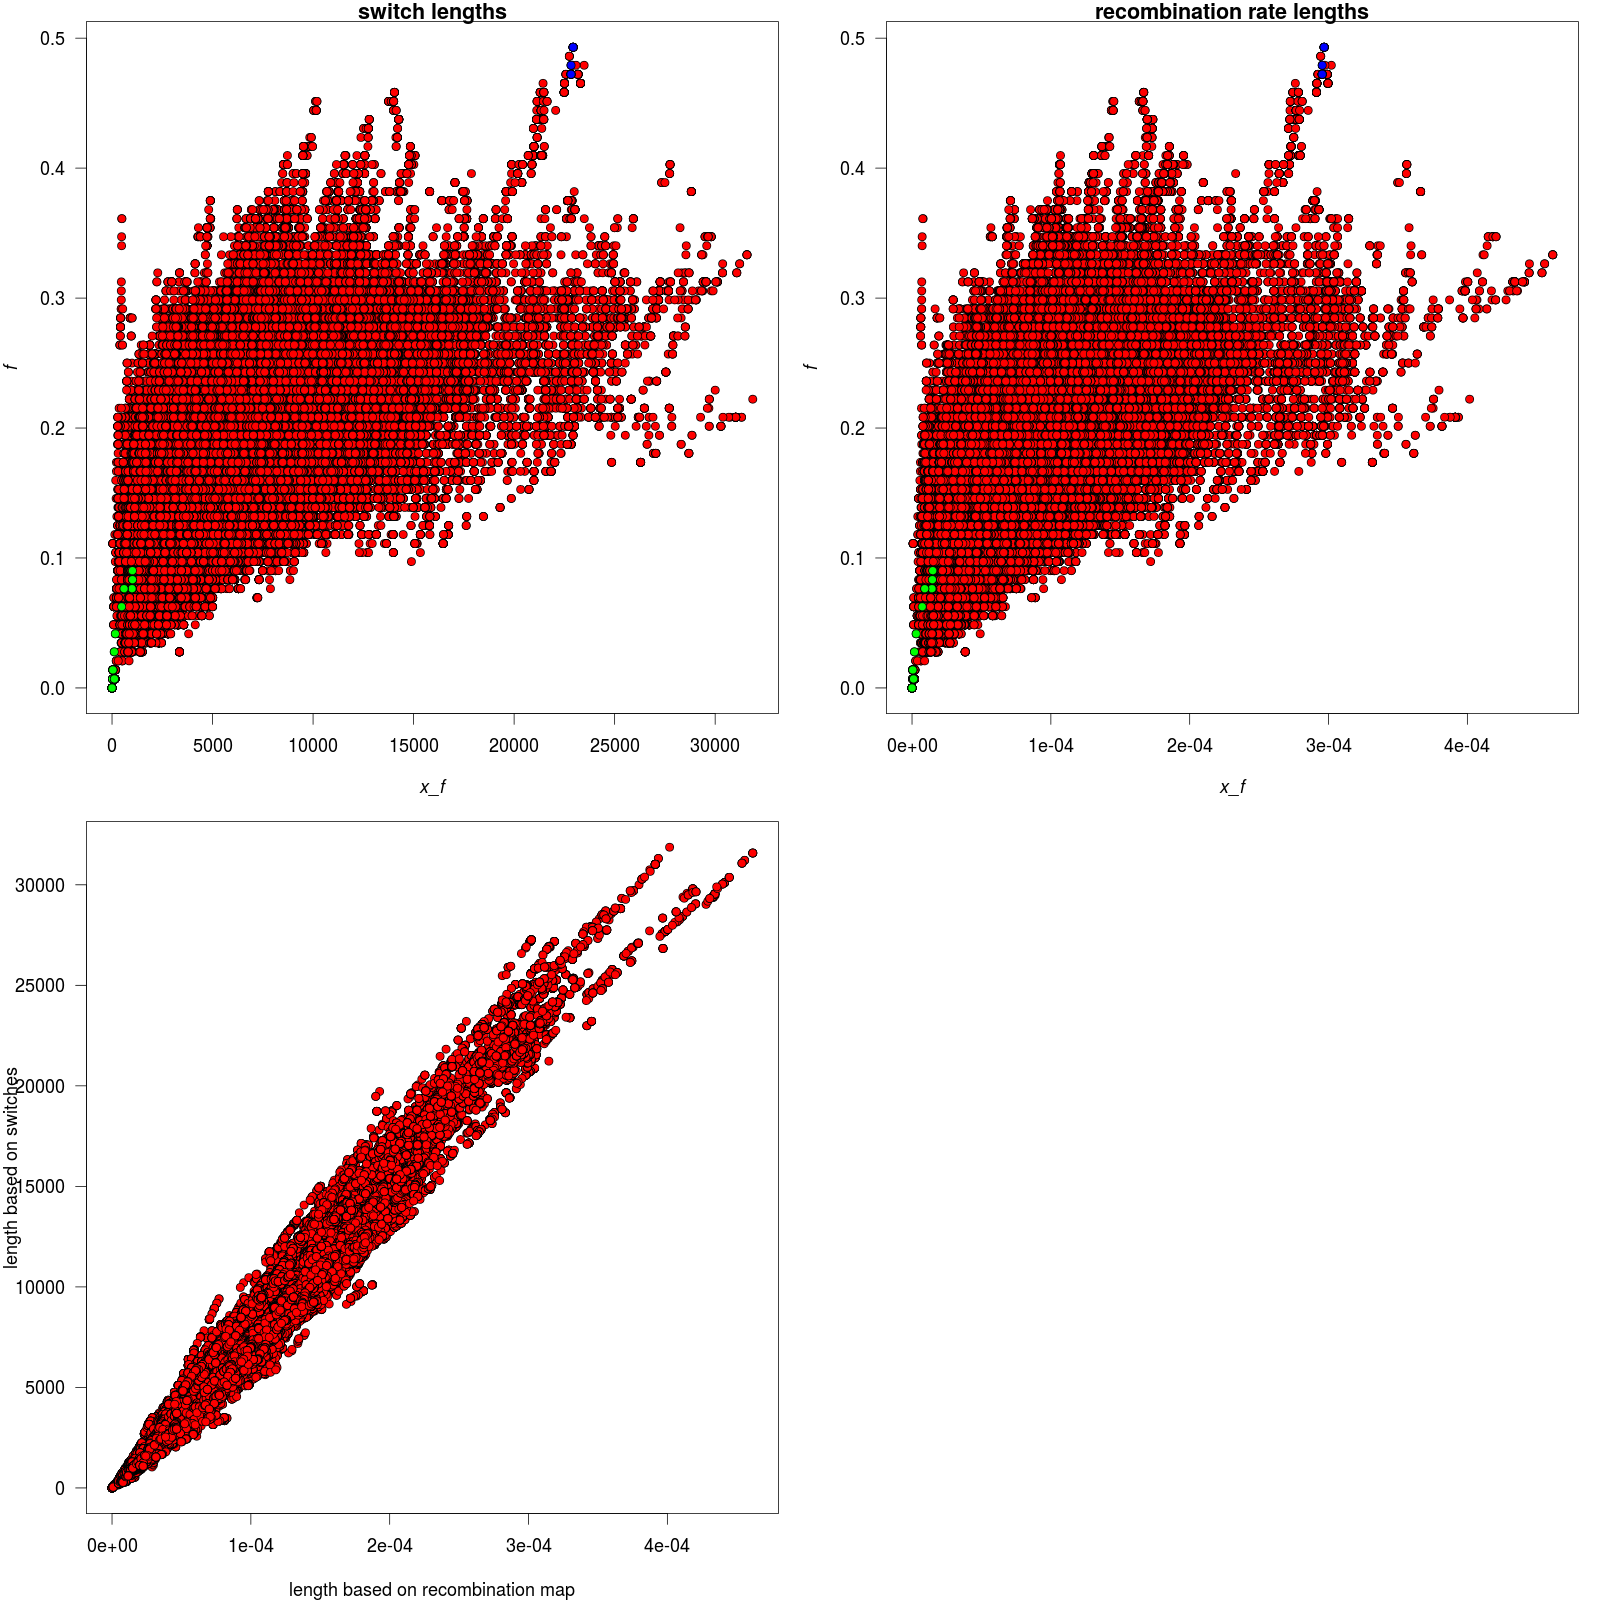 switch lengths
0.5
0.4
0.3
0.2
0.1
0.0
f
0 5000 10000 15000 20000 25000 30000
x_f
recombination rate lengths
0.5
0.4
0.3
0.2
0.1
0.0
f
0e+00 1e-04 2e-04 3e-04 4e-04
x_f
30000
25000
20000
15000
10000
5000
0
length based on switches
0e+00 1e-04 2e-04 3e-04 4e-04
length based on recombination map